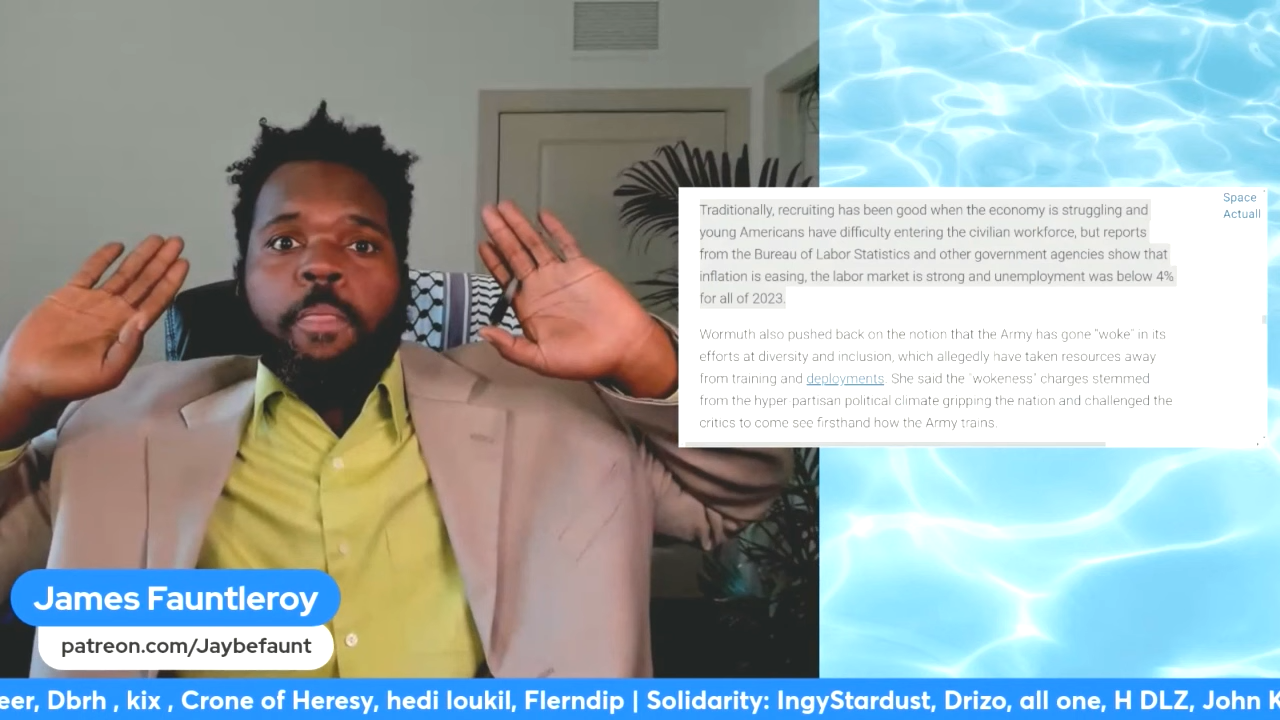 Traditionally, recruiting has been good when the economy is struggling and
young Americans have difficulty entering the civilian workforce, but reports
from the Bureau of Labor Statistics and other government agencies show that
inflation is easing, the labor market is strong and unemployment was below 4%
for all of 2023.
Wormuth also pushed back on the notion that the Army has gone "woke" in its
efforts at diversity and inclusion, which allegedly have taken resources away
from training and deployments. She said the "wokeness" charges stemmed
from the hyper-partisan political climate gripping the nation and challenged the
critics to come see firsthand how the Army trains.
Space
Actuall
James Fauntleroy
patreon.com/Jaybefaunt
eer, Dbrh , kix , Crone of Heresy, hedi loukil, Flerndip | Solidarity: IngyStardust, Drizo, all one, H DLZ, John K